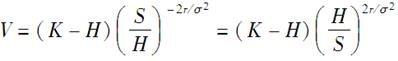 V = (K – H) (S/H)^{–2r/σ²} = (K – H) (H/S)^{2r/σ²}